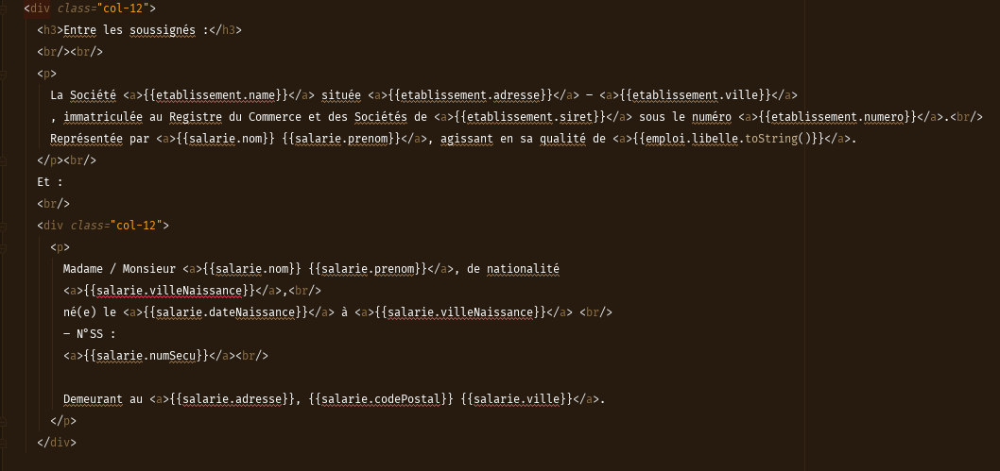 <div class="col-12">
<h3>Entre les soussignés :</h3>
<br/><br/>
<p>
La Société <a>{{etablissement.name}}</a> située <a>{{etablissement.adresse}}</a> – <a>{{etablissement.ville}}</a>
, immatriculée au Registre du Commerce et des Sociétés de <a>{{etablissement.siret}}</a> sous le numéro <a>{{etablissement.numero}}</a>.<br/>
Représentée par <a>{{salarie.nom}} {{salarie.prenom}}</a>, agissant en sa qualité de <a>{{emploi.libelle.toString()}}</a>.
</p><br/>
Et :
<br/>
<div class="col-12">
<p>
Madame / Monsieur <a>{{salarie.nom}} {{salarie.prenom}}</a>, de nationalité
<a>{{salarie.villeNaissance}}</a>,<br/>
né(e) le <a>{{salarie.dateNaissance}}</a> à <a>{{salarie.villeNaissance}}</a> <br/>
– N°SS :
<a>{{salarie.numSecu}}</a><br/>
Demeurant au <a>{{salarie.adresse}}, {{salarie.codePostal}} {{salarie.ville}}</a>.
</p>
</div>